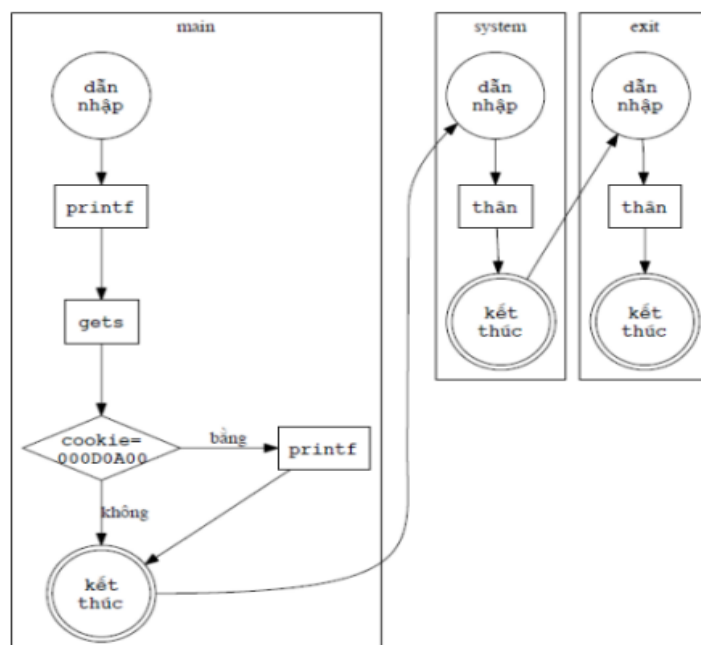 main
dẫn
nhập
printf
gets
cookie=
000D0A00
bằng
printf
không
kết
thúc
system
dẫn
nhập
thân
kết
thúc
exit
dẫn
nhập
thân
kết
thúc